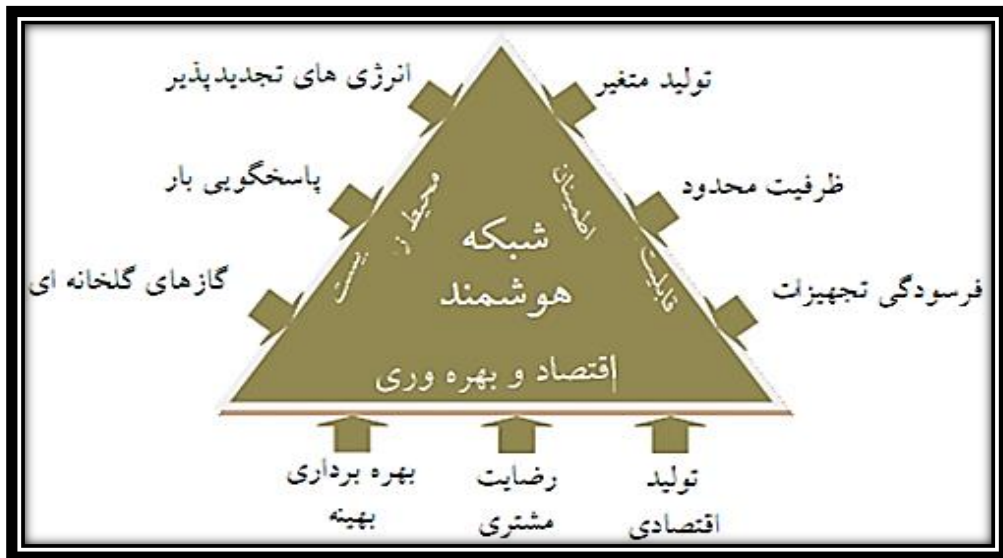 انرژی های تجدیدپذیر
تولید متغیر
پاسخگویی بار
ظرفیت محدود
گازهای گلخانه ای
فرسودگی تجهیزات
محیط زیست
قابلیت اطمینان
شبکه
هوشمند
اقتصاد و بهره وری
تولید
اقتصادی
رضایت
مشتری
بهره برداری
بهینه